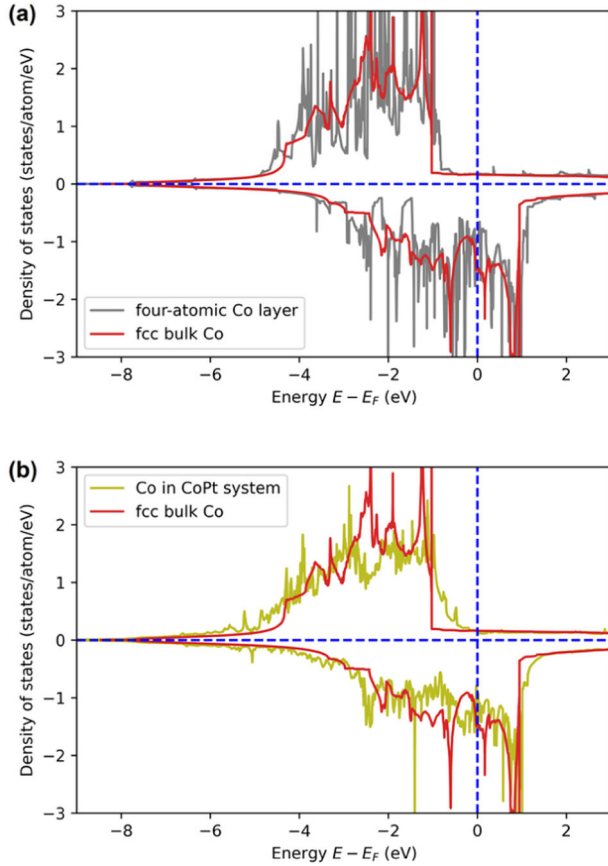 (a)
3
2
1
0
−1
−2
−3
Density of states (states/atom/eV)
four-atomic Co layer
fcc bulk Co
−8 −6 −4 −2 0 2
Energy E − E_F (eV)
(b)
3
2
1
0
−1
−2
−3
Density of states (states/atom/eV)
Co in CoPt system
fcc bulk Co
−8 −6 −4 −2 0 2
Energy E − E_F (eV)